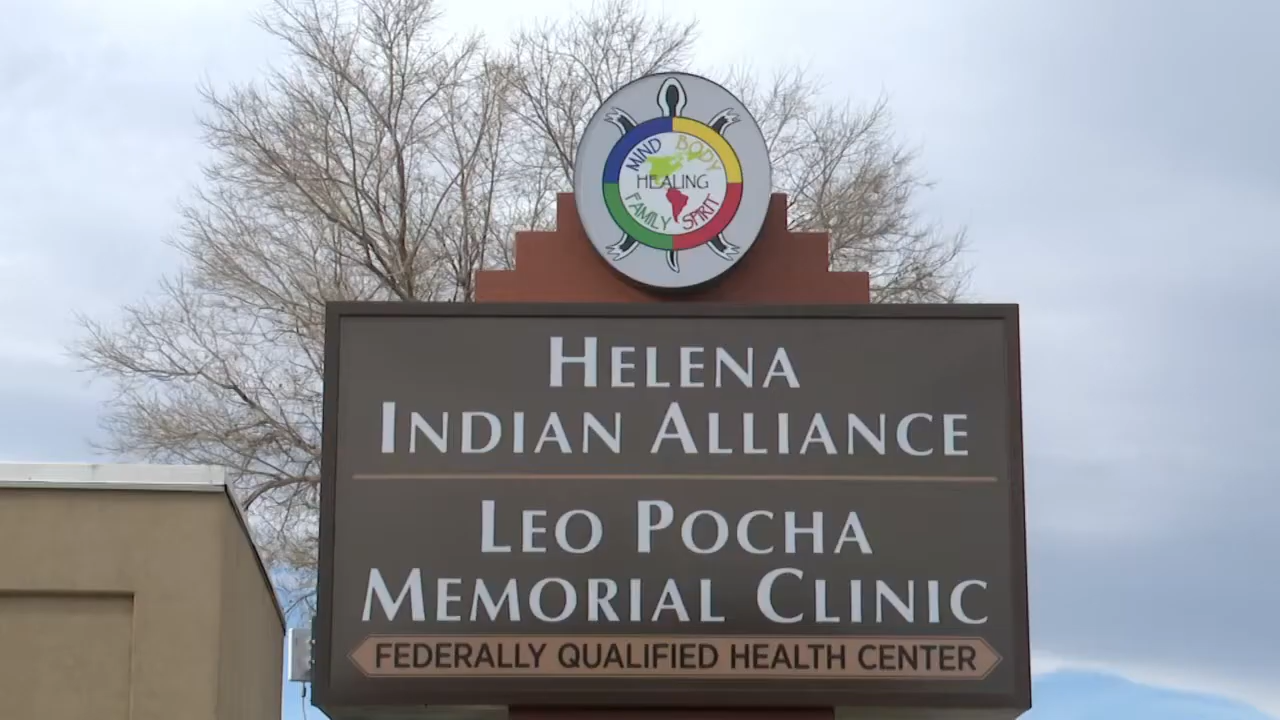 MIND BODY
HEALING
FAMILY SPIRIT
HELENA
INDIAN ALLIANCE
LEO POCHA
MEMORIAL CLINIC
FEDERALLY QUALIFIED HEALTH CENTER